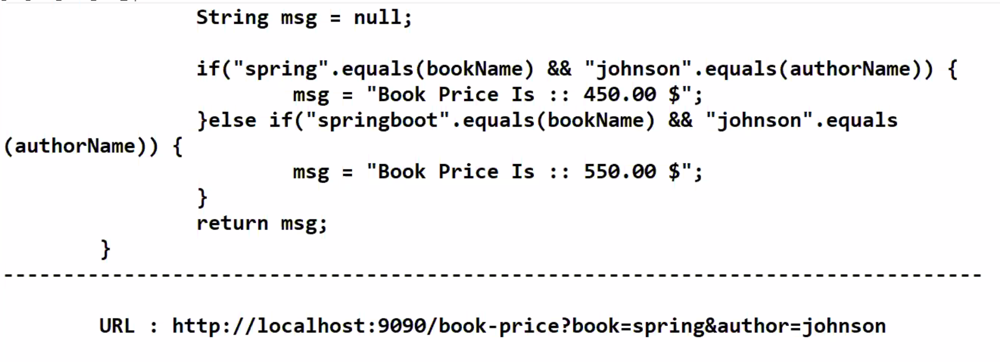 String msg = null;
if("spring".equals(bookName) && "johnson".equals(authorName)) {
msg = "Book Price Is :: 450.00 $";
}else if("springboot".equals(bookName) && "johnson".equals
(authorName)) {
msg = "Book Price Is :: 550.00 $";
}
return msg;
}
---------------------------------------------------------------------------------
URL : http://localhost:9090/book-price?book=spring&author=johnson